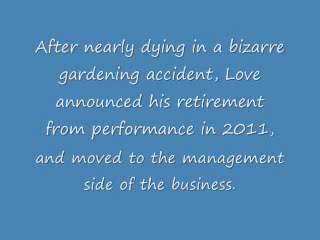 After nearly dying in a bizarre
gardening accident, Love
announced his retirement
from performance in 2011,
and moved to the management
side of the business.